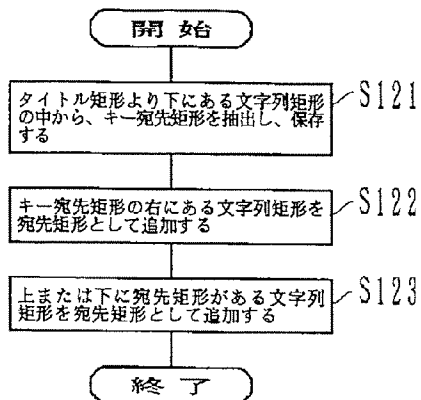 開始
タイトル矩形より下にある文字列矩形
の中から、キー宛先矩形を抽出し、保存
する
S121
キー宛先矩形の右にある文字列矩形を
宛先矩形として追加する
S122
上または下に宛先矩形がある文字列
矩形を宛先矩形として追加する
S123
終了